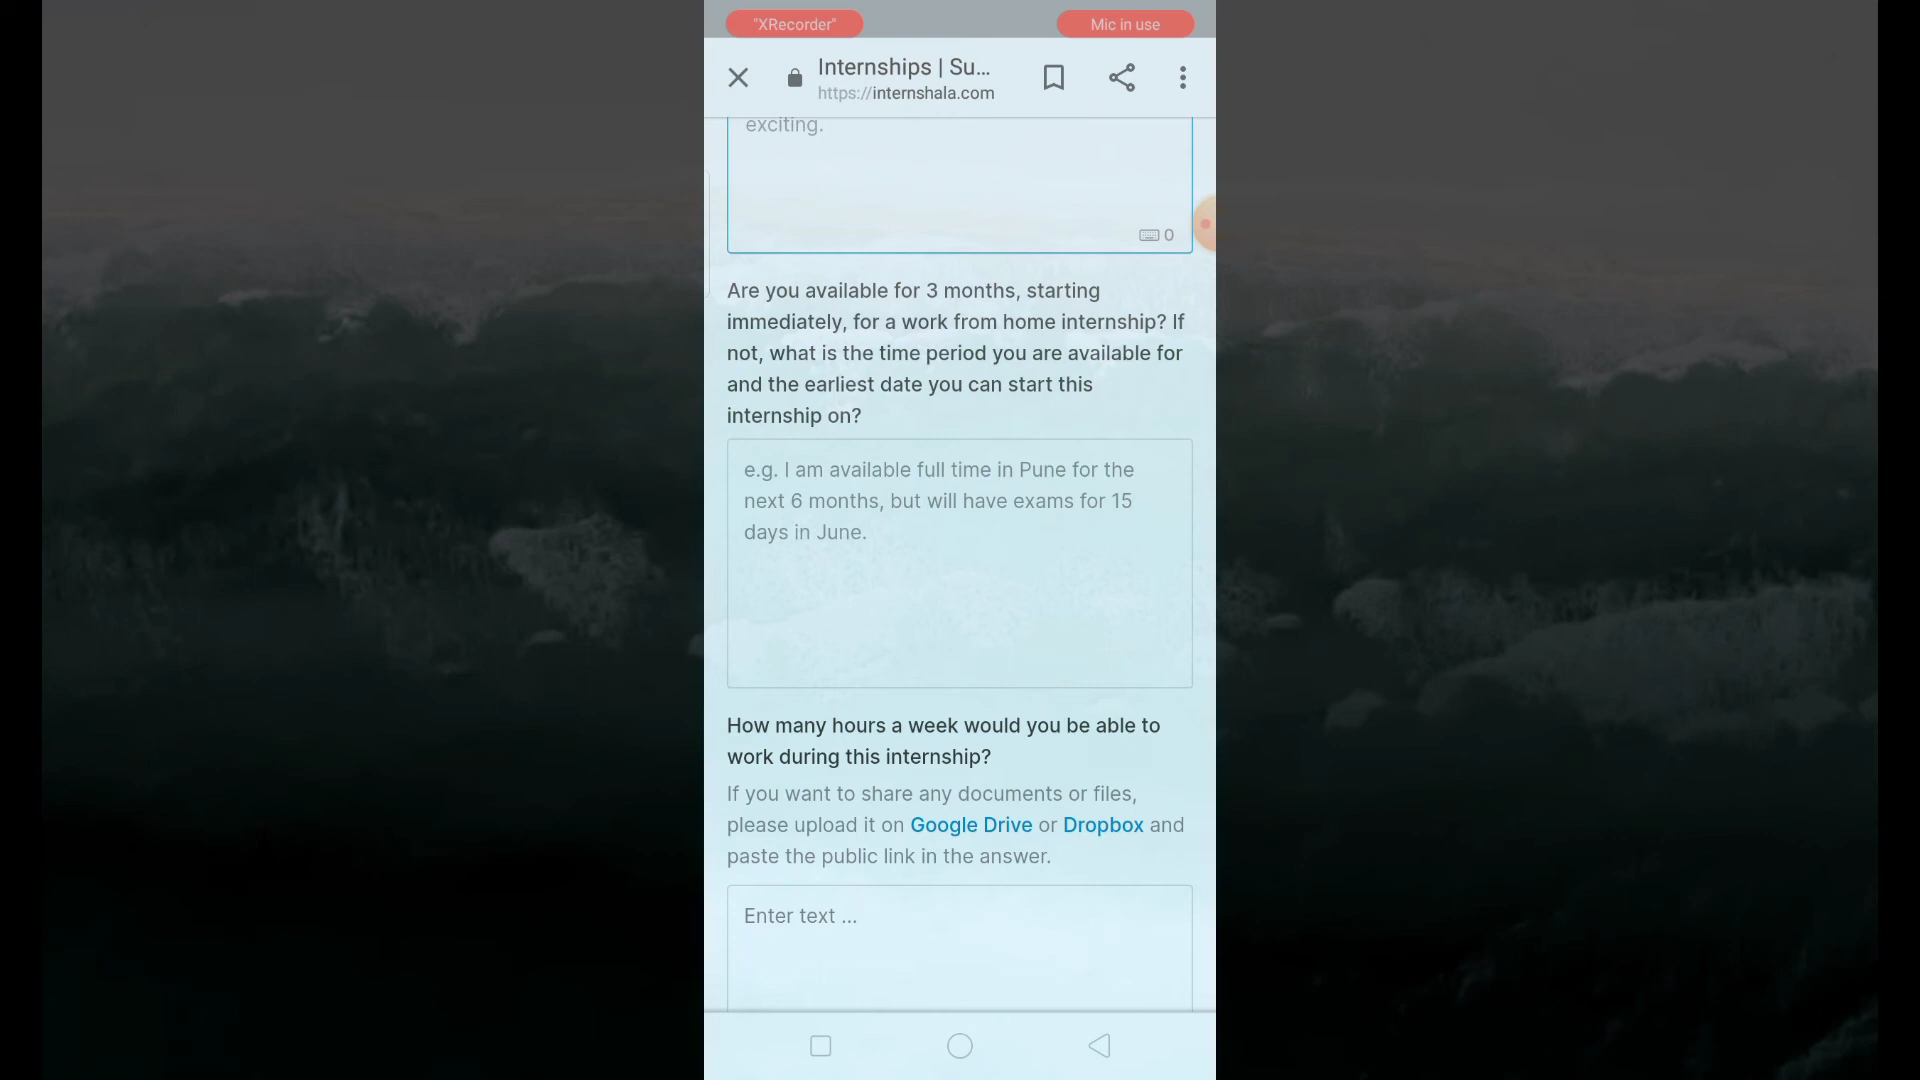 "XRecorder"
Mic in use
Internships | Su...
https://internshala.com
exciting.
0
Are you available for 3 months, starting
immediately, for a work from home internship? If
not, what is the time period you are available for
and the earliest date you can start this
internship on?
e.g. I am available full time in Pune for the
next 6 months, but will have exams for 15
days in June.
How many hours a week would you be able to
work during this internship?
If you want to share any documents or files,
please upload it on Google Drive or Dropbox and
paste the public link in the answer.
Enter text ...